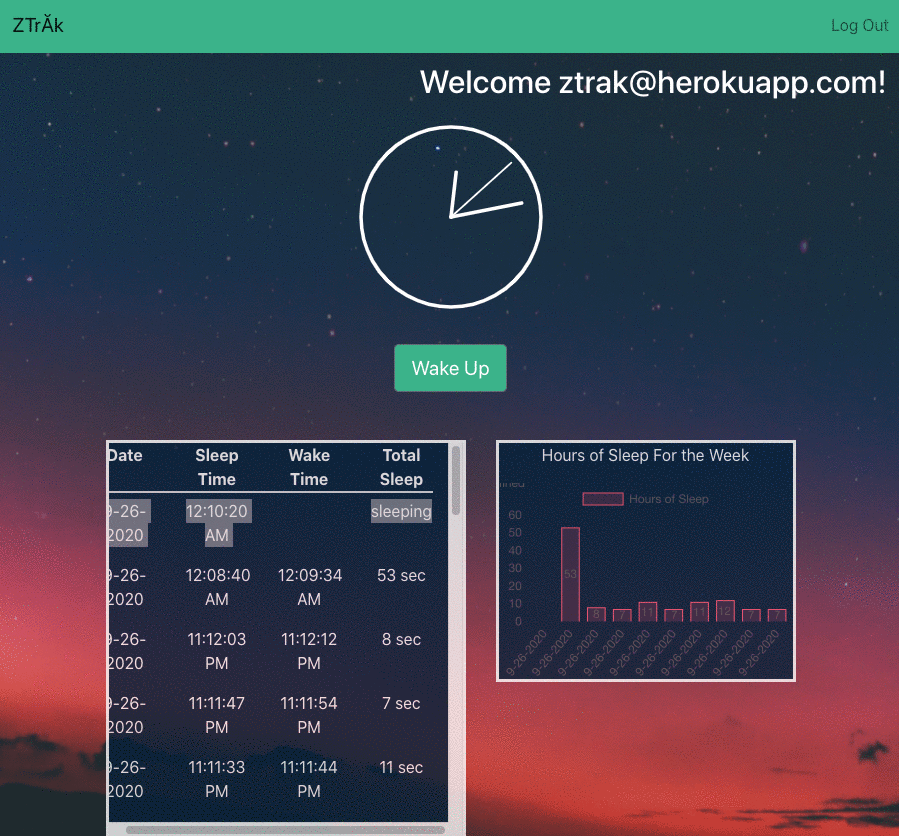 ZTrĂk
Log Out
Welcome ztrak@herokuapp.com!
Wake Up
Date Sleep Time Wake Time Total Sleep
9-26-2020 12:10:20 AM sleeping
9-26-2020 12:08:40 AM 12:09:34 AM 53 sec
9-26-2020 11:12:03 PM 11:12:12 PM 8 sec
9-26-2020 11:11:47 PM 11:11:54 PM 7 sec
9-26-2020 11:11:33 PM 11:11:44 PM 11 sec
Hours of Sleep For the Week
Hours of Sleep
60
50
40
30
20
10
0
53 8 7 11 7 11 12 7 7
9-26-2020 9-26-2020 9-26-2020 9-26-2020 9-26-2020 9-26-2020 9-26-2020 9-26-2020 9-26-2020 9-26-2020